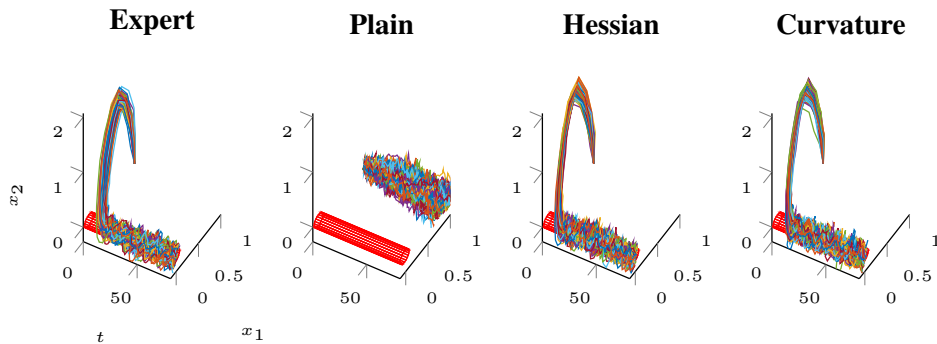 Expert Plain Hessian Curvature
2 2 2 2
1 1 1 1
x₂
0 1 0 1 0 1 0 1
0 0.5 0 0.5 0 0.5 0 0.5
50 0 50 0 50 0 50 0
t x₁